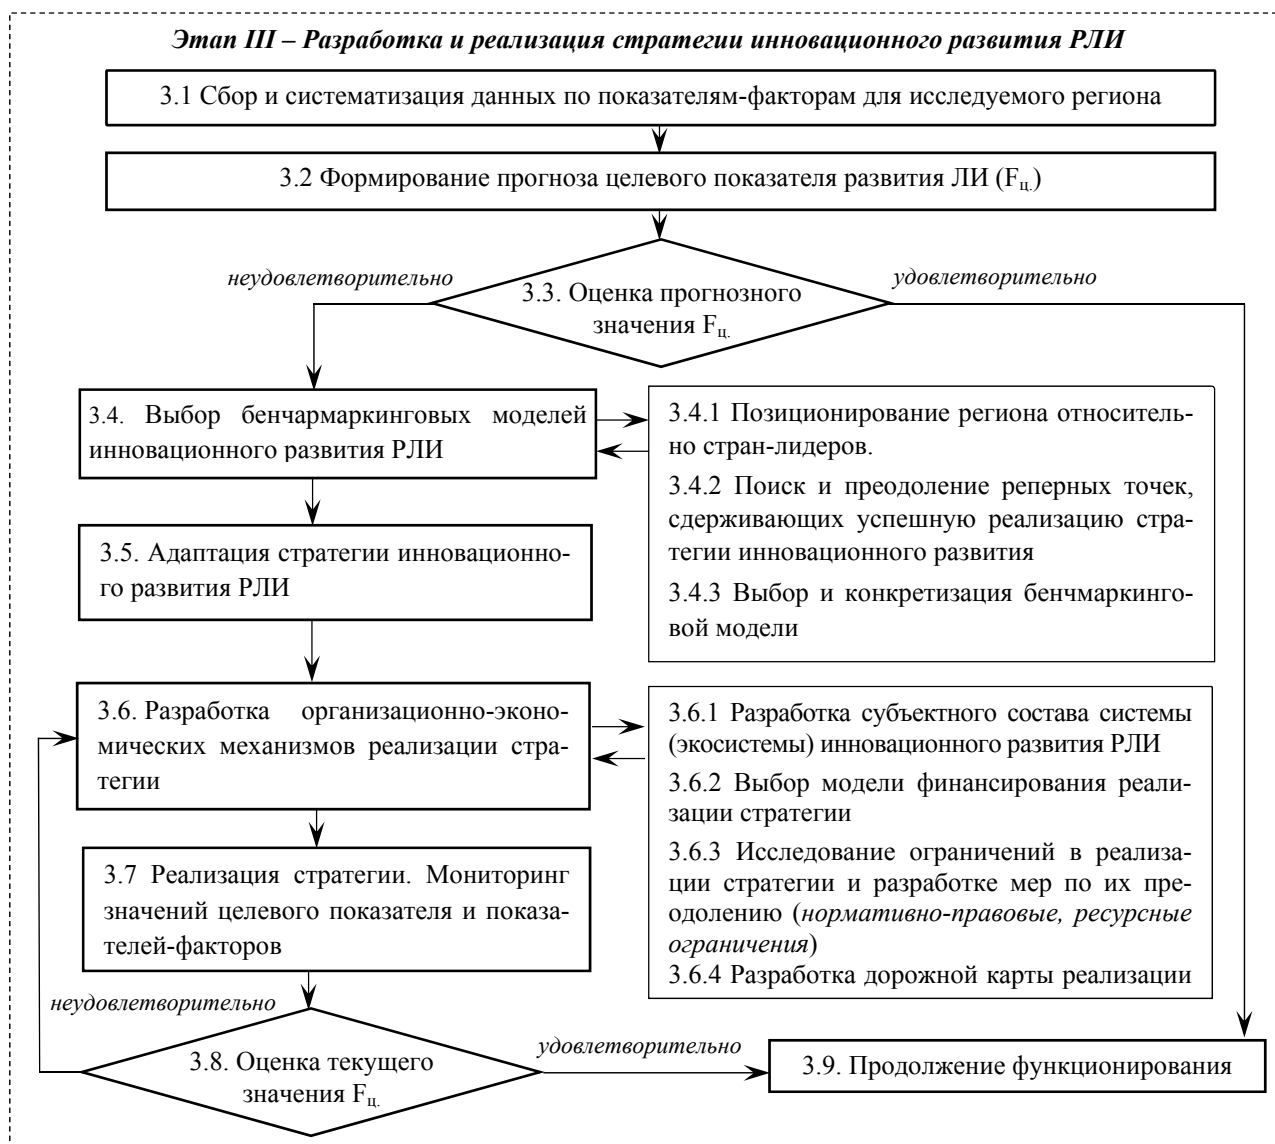 Этап III – Разработка и реализация стратегии инновационного развития РЛИ
3.1 Сбор и систематизация данных по показателям-факторам для исследуемого региона
3.2 Формирование прогноза целевого показателя развития ЛИ (Fц.)
неудовлетворительно
удовлетворительно
3.3. Оценка прогнозного
значения Fц.
3.4. Выбор бенчармаркинговых моделей
инновационного развития РЛИ
3.4.1 Позиционирование региона относитель-
но стран-лидеров.
3.4.2 Поиск и преодоление реперных точек,
сдерживающих успешную реализацию стра-
тегии инновационного развития
3.4.3 Выбор и конкретизация бенчмаркинго-
вой модели
3.5. Адаптация стратегии инновационно-
го развития РЛИ
3.6. Разработка организационно-эконо-
мических механизмов реализации стра-
тегии
3.6.1 Разработка субъектного состава системы
(экосистемы) инновационного развития РЛИ
3.6.2 Выбор модели финансирования реали-
зации стратегии
3.6.3 Исследование ограничений в реализа-
ции стратегии и разработке мер по их пре-
одолению (нормативно-правовые, ресурсные
ограничения)
3.6.4 Разработка дорожной карты реализации
3.7 Реализация стратегии. Мониторинг
значений целевого показателя и показа-
телей-факторов
неудовлетворительно
3.8. Оценка текущего
значения Fц.
удовлетворительно
3.9. Продолжение функционирования